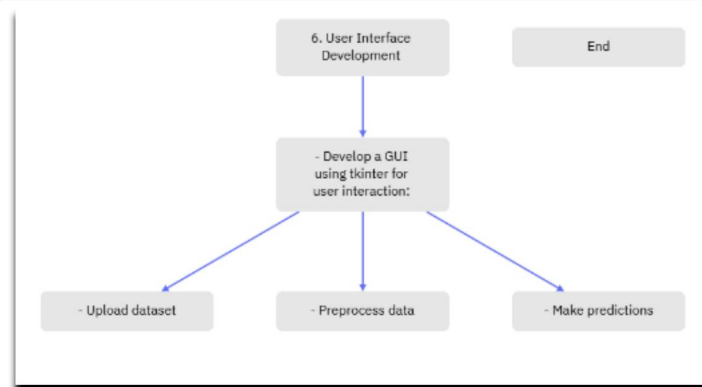 6. User Interface
Development
End
- Develop a GUI
using tkinter for
user interaction:
- Upload dataset
- Preprocess data
- Make predictions